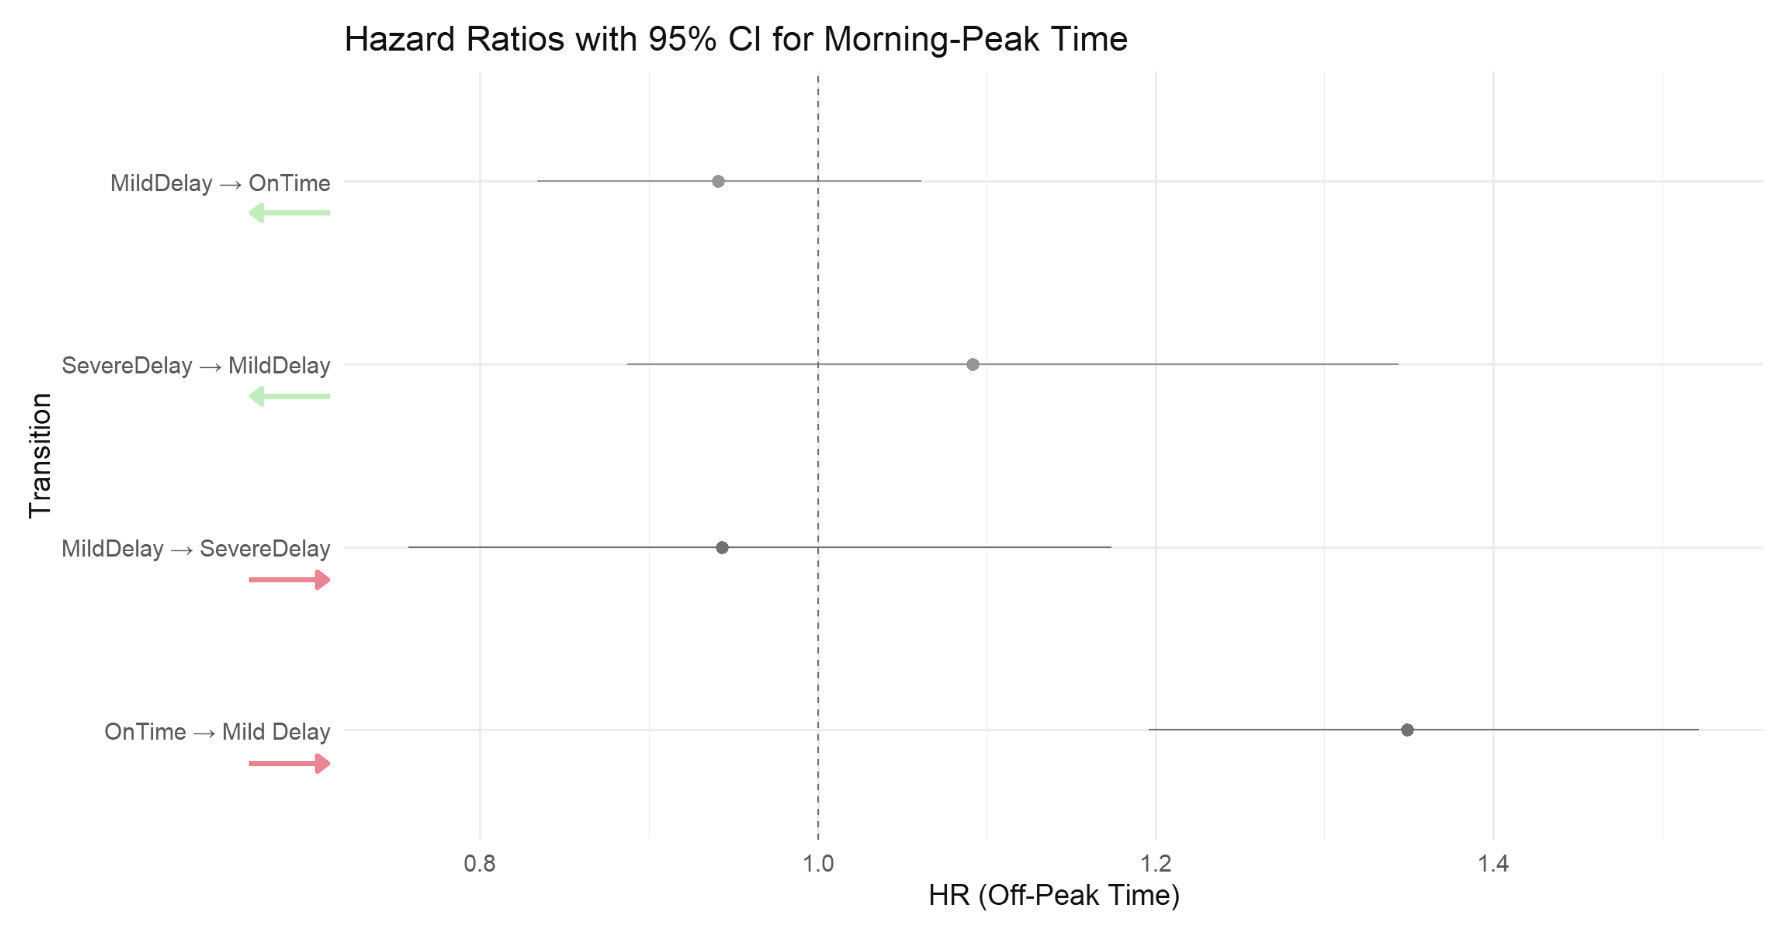 Hazard Ratios with 95% CI for Morning-Peak Time
MildDelay → OnTime
SevereDelay → MildDelay
Transition
MildDelay → SevereDelay
OnTime → Mild Delay
0.8 1.0 1.2 1.4
HR (Off-Peak Time)